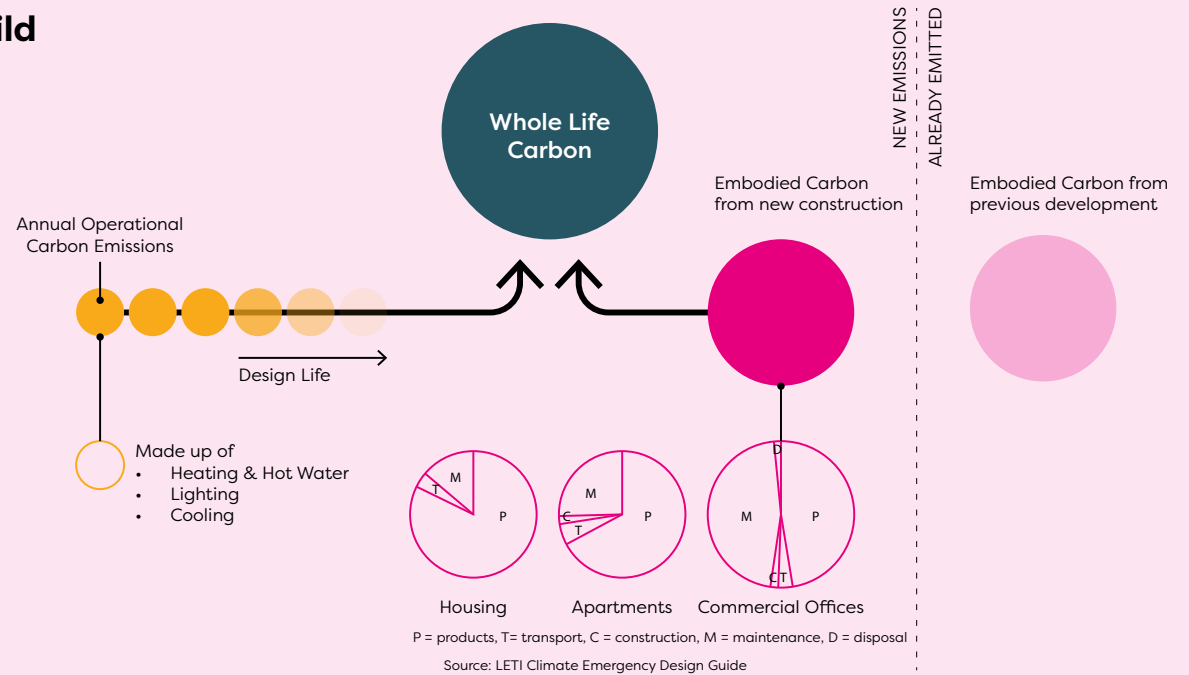 ild
Whole Life
Carbon
NEW EMISSIONS
ALREADY EMITTED
Embodied Carbon
from new construction
Embodied Carbon from
previous development
Annual Operational
Carbon Emissions
Design Life
Made up of
• Heating & Hot Water
• Lighting
• Cooling
M
T
P
M
C
T
P
D
M
P
C T
Housing
Apartments
Commercial Offices
P = products, T= transport, C = construction, M = maintenance, D = disposal
Source: LETI Climate Emergency Design Guide